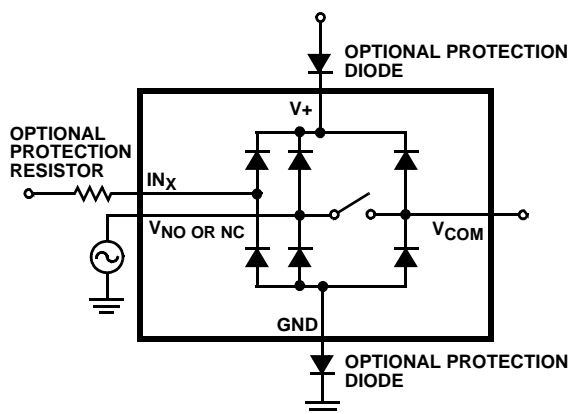 OPTIONAL PROTECTION
DIODE
V+
OPTIONAL
PROTECTION
RESISTOR
INX
VNO OR NC
VCOM
GND
OPTIONAL PROTECTION
DIODE